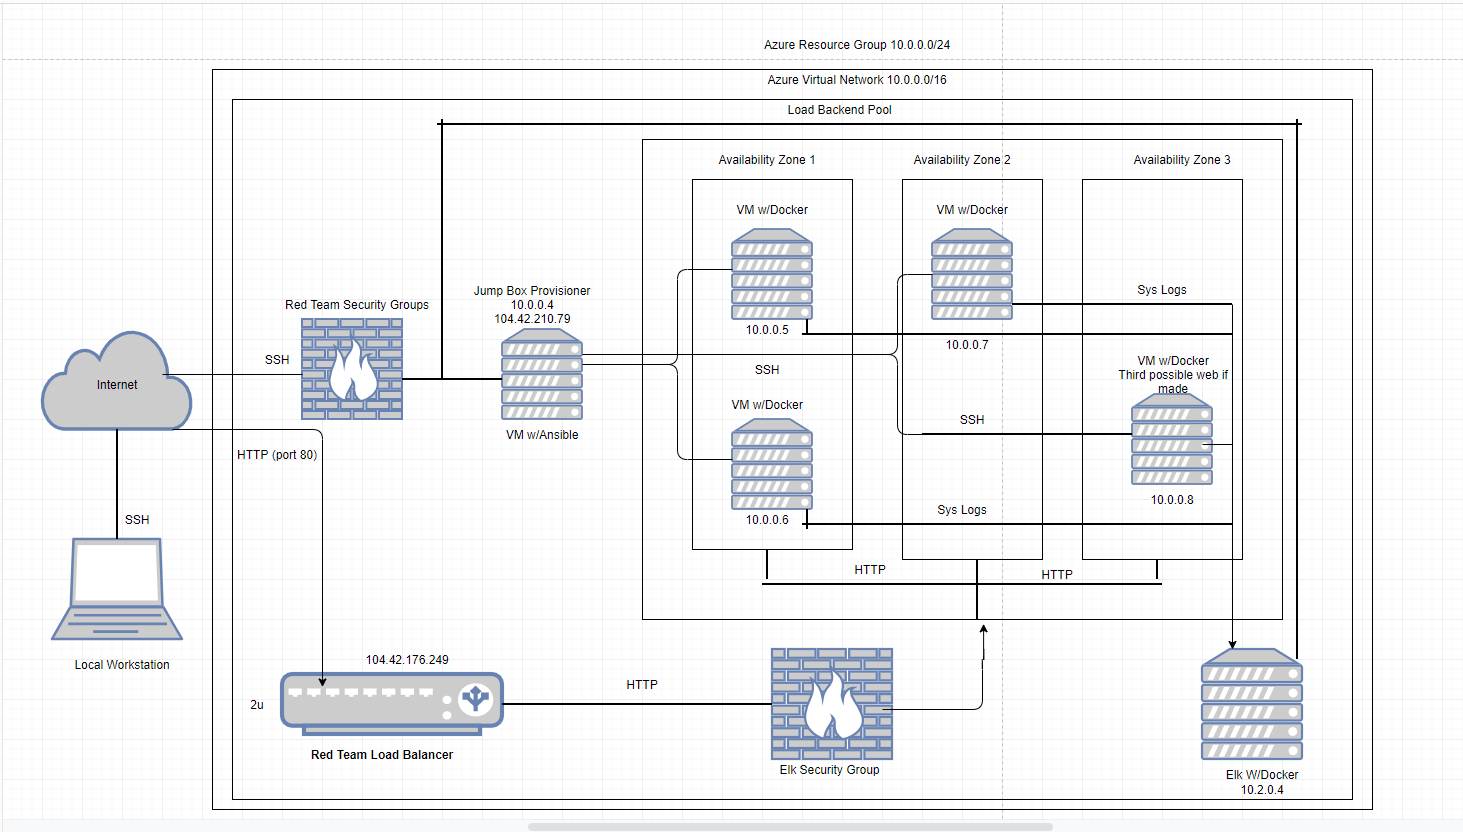 Azure Resource Group 10.0.0.0/24
Azure Virtual Network 10.0.0.0/16
Load Backend Pool
Availability Zone 1
Availability Zone 2
Availability Zone 3
VM w/Docker
VM w/Docker
Sys Logs
Jump Box Provisioner
10.0.0.4
104.42.210.79
Red Team Security Groups
10.0.0.5
10.0.0.7
SSH
Internet
SSH
VM w/Docker
Third possible web if
made
VM w/Docker
SSH
VM w/Ansible
HTTP (port 80)
10.0.0.8
Sys Logs
10.0.0.6
SSH
HTTP
HTTP
Local Workstation
104.42.176.249
HTTP
2u
Red Team Load Balancer
Elk Security Group
Elk W/Docker
10.2.0.4